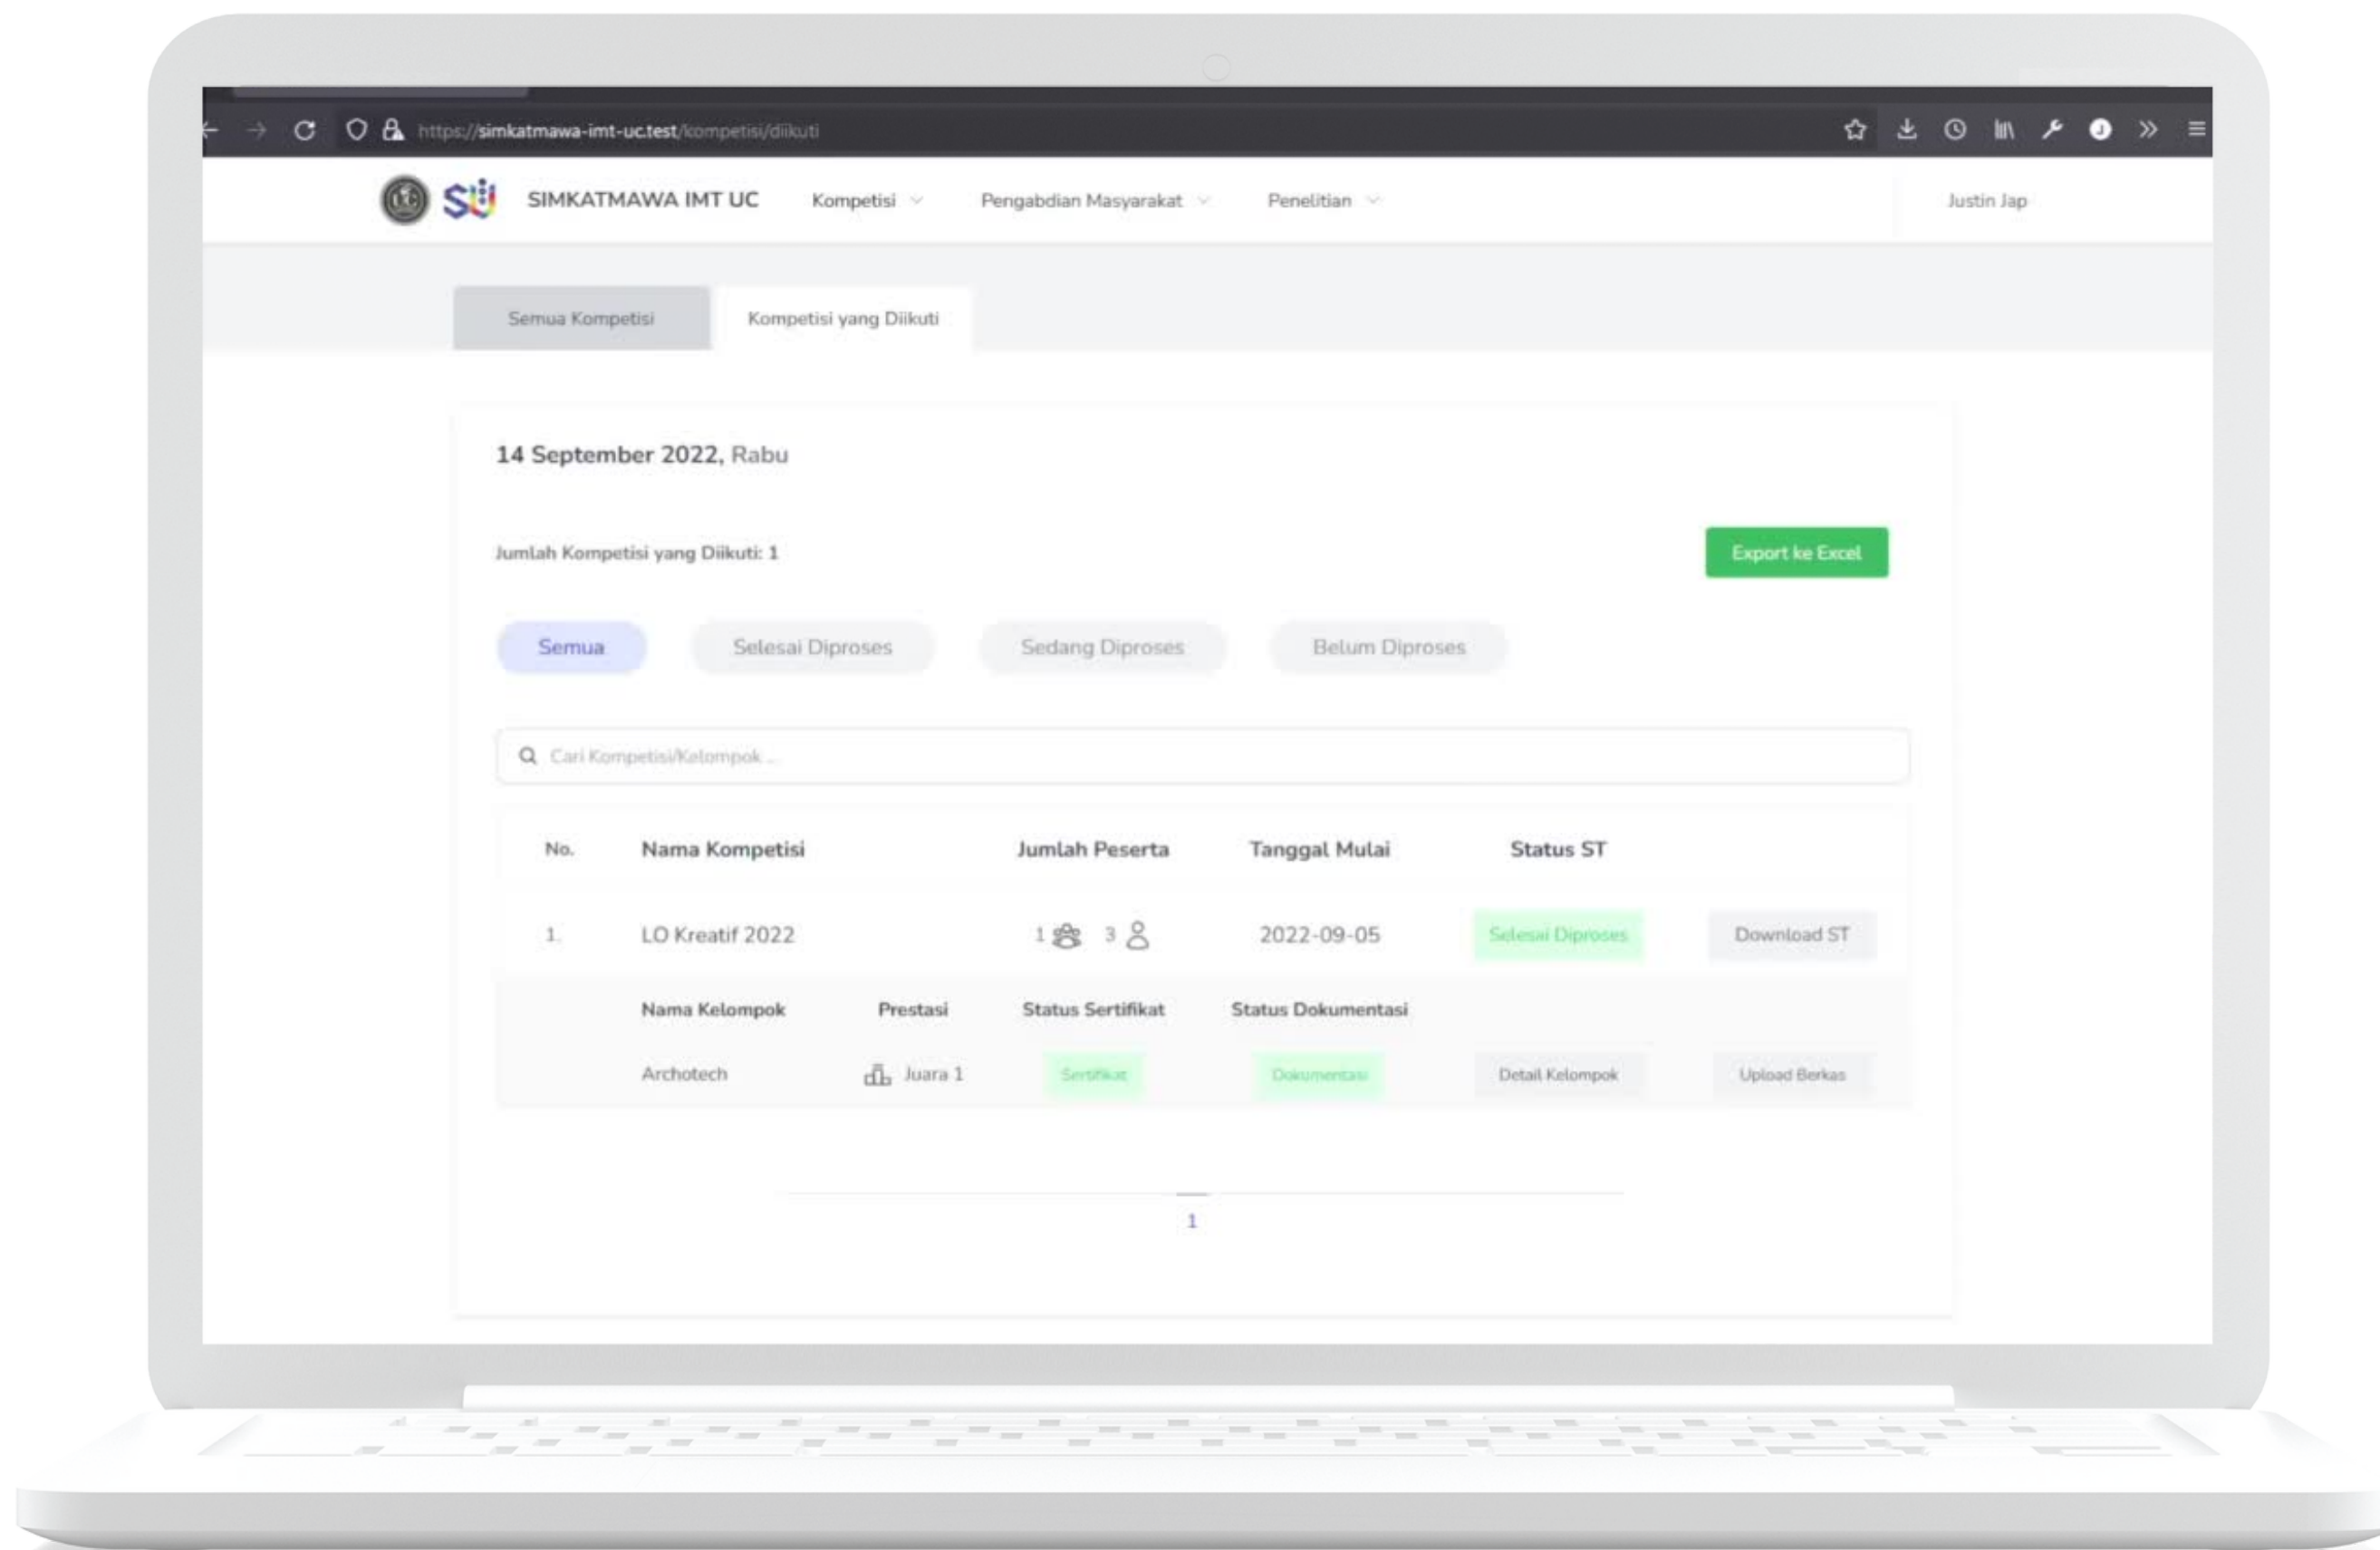 https://simkatmawa-imt-uc.test/kompetisi/diikuti
SIMKATMAWA IMT UC Kompetisi Pengabdian Masyarakat Penelitian Justin Jap
Semua Kompetisi Kompetisi yang Diikuti
14 September 2022, Rabu
Jumlah Kompetisi yang Diikuti: 1 Export ke Excel
Semua Selesai Diproses Sedang Diproses Belum Diproses
Cari Kompetisi/Kelompok ...
No. Nama Kompetisi Jumlah Peserta Tanggal Mulai Status ST
1. LO Kreatif 2022 1 3 2022-09-05 Selesai Diproses Download ST
Nama Kelompok Prestasi Status Sertifikat Status Dokumentasi
Archotech Juara 1 Sertifikat Dokumentasi Detail Kelompok Upload Berkas
1